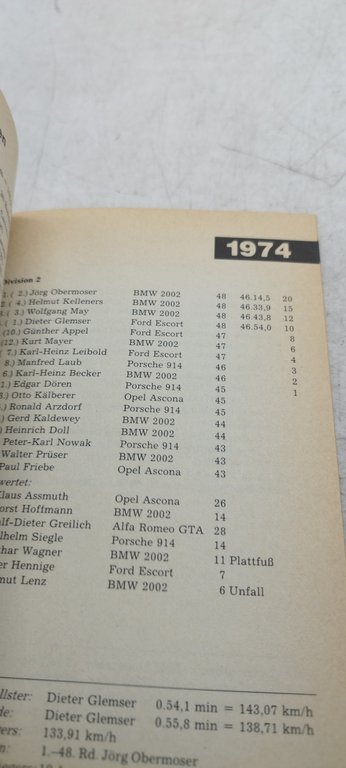 en
1974
Division 2
1. ( 2.) Jörg Obermoser BMW 2002 48 46.14,5 20
( 4.) Helmut Kelleners BMW 2002 48 46.33,9 15
( 3.) Wolfgang May BMW 2002 48 46.43,8 12
( 1.) Dieter Glemser Ford Escort 48 46.54,0 10
(10.) Günther Appel Ford Escort 47 8
(12.) Kurt Mayer BMW 2002 47 6
7.) Karl-Heinz Leibold Ford Escort 47 4
8.) Manfred Laub Porsche 914 46 3
6.) Karl-Heinz Becker BMW 2002 46 2
1.) Edgar Dören Porsche 914 45 1
8.) Otto Kälberer Opel Ascona 45
.) Ronald Arzdorf Porsche 914 45
.) Gerd Kaldewey BMW 2002 44
) Heinrich Doll BMW 2002 44
Peter-Karl Nowak Porsche 914 43
Walter Prüser BMW 2002 43
Paul Friebe Opel Ascona 43
wertet:
Klaus Assmuth Opel Ascona 26
orst Hoffmann BMW 2002 14
alf-Dieter Greilich Alfa Romeo GTA 28
ilhelm Siegle Porsche 914 14
thar Wagner BMW 2002 11 Plattfuß
er Hennige Ford Escort 7
mut Lenz BMW 2002 6 Unfall
llster: Dieter Glemser 0.54,1 min = 143,07 km/h
de: Dieter Glemser 0.55,8 min = 138,71 km/h
ers: 133,91 km/h
n: 1.–48. Rd. Jörg Obermoser